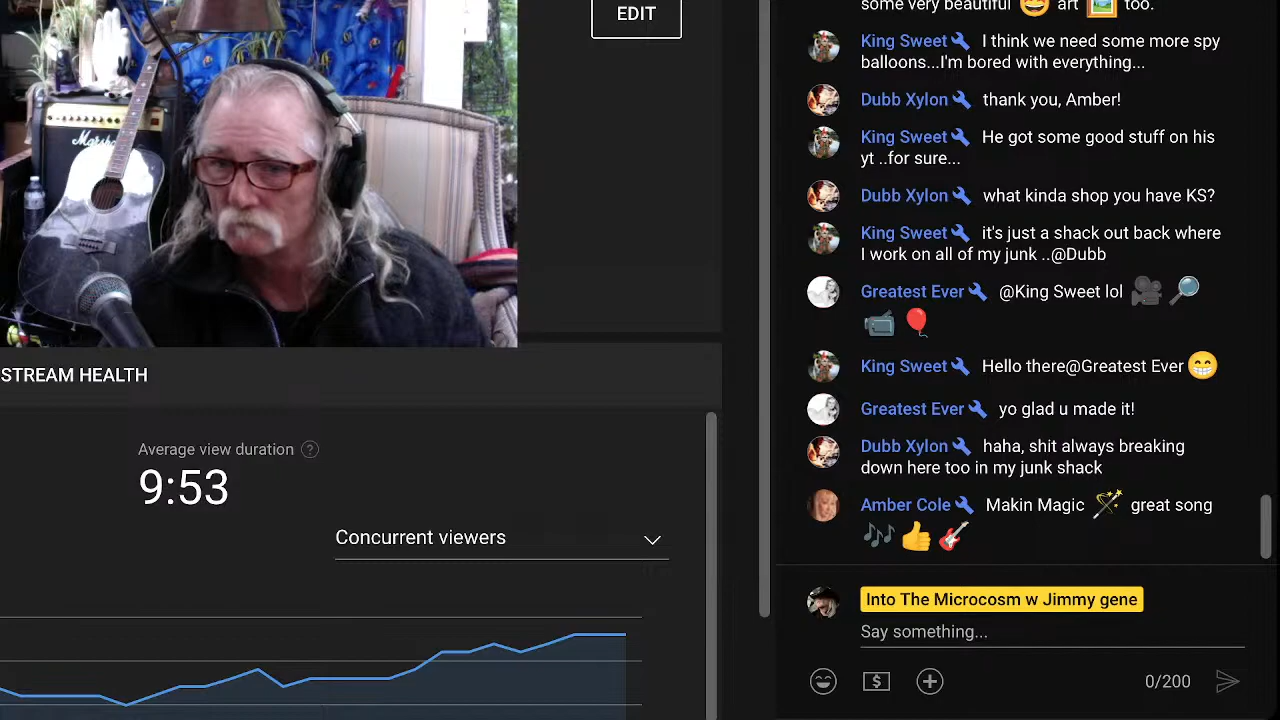 EDIT
Marshall
STREAM HEALTH
Average view duration ?
9:53
Concurrent viewers
some very beautiful 🤩 art 🖼️ too.
King Sweet I think we need some more spy
balloons...I'm bored with everything...
Dubb Xylon thank you, Amber!
King Sweet He got some good stuff on his
yt ..for sure...
Dubb Xylon what kinda shop you have KS?
King Sweet it's just a shack out back where
I work on all of my junk ..@Dubb
Greatest Ever @King Sweet lol 🎥 🔎
📹 🎈
King Sweet Hello there@Greatest Ever 😁
Greatest Ever yo glad u made it!
Dubb Xylon haha, shit always breaking
down here too in my junk shack
Amber Cole Makin Magic 🪄 great song
🎶 👍 🎸
Into The Microcosm w Jimmy gene
Say something...
0/200